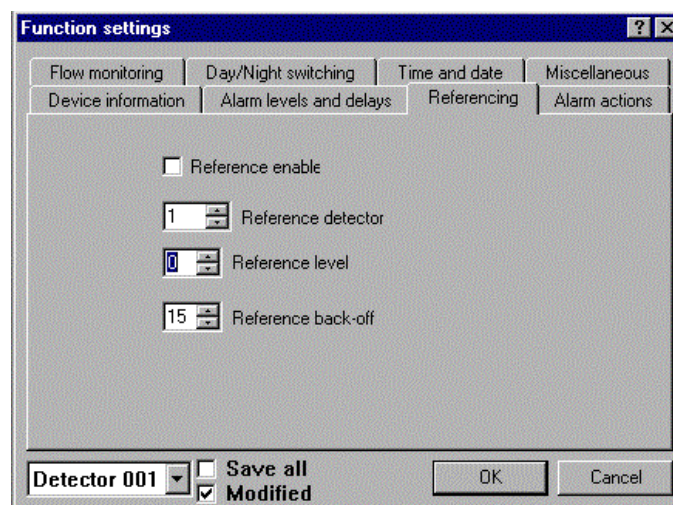 Function settings
Flow monitoring Day/Night switching Time and date Miscellaneous
Device information Alarm levels and delays Referencing Alarm actions
Reference enable
1 Reference detector
0 Reference level
15 Reference back-off
Detector 001 Save all OK Cancel
Modified